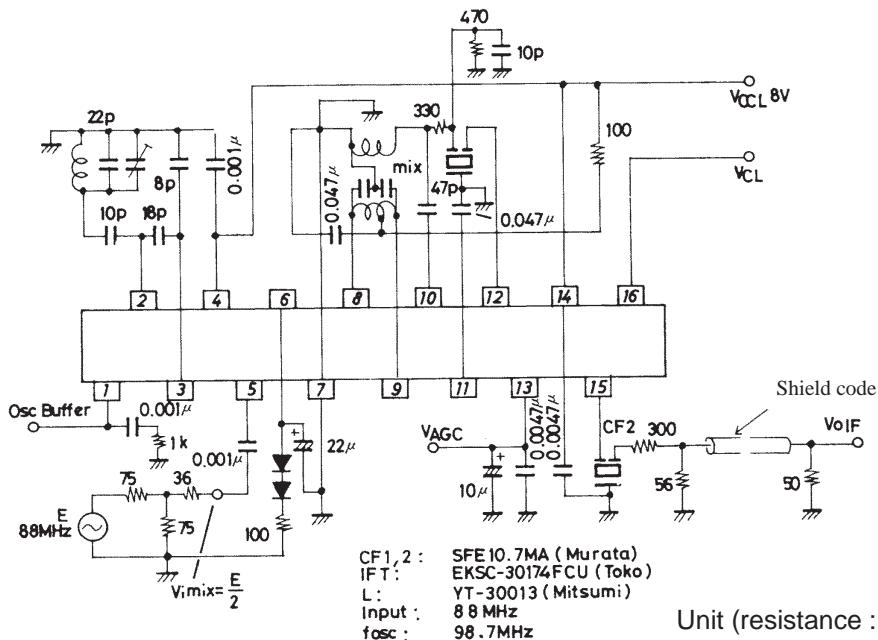 470
10p
330
100
VCCL 8V
VCL
22p
8p
0.001μ
10p
18p
mix
47p
0.047μ
0.047μ
2
4
6
8
10
12
14
16
1
3
5
7
9
11
13
15
Osc Buffer
0.001μ
1k
0.001μ
22μ
VAGC
10μ
0.0047μ
0.0047μ
CF2
300
Shield code
VoIF
56
50
75
36
75
100
E
88MHz
Vimix=E/2
CF1,2: SFE10.7MA (Murata)
IFT: EKSC-30174FCU (Toko)
L: YT-30013 (Mitsumi)
Input: 88MHz
fosc: 98.7MHz
Unit (resistance :